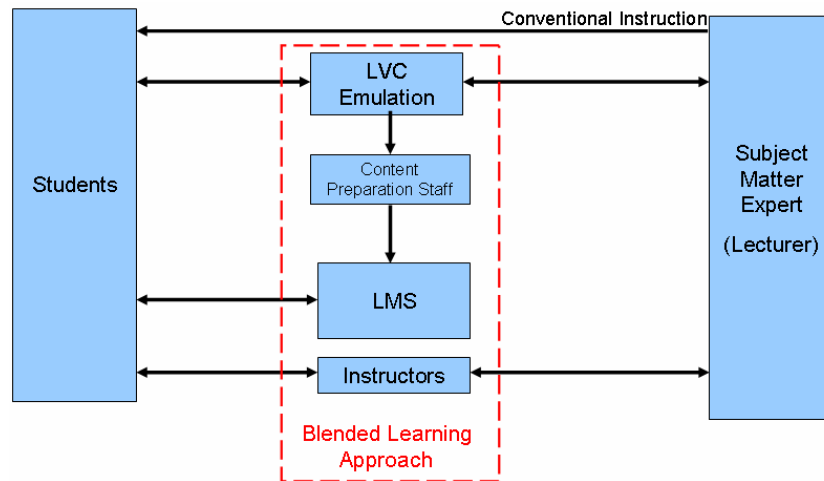 Conventional Instruction
LVC
Emulation
Content
Preparation Staff
Students
Subject
Matter
Expert
(Lecturer)
LMS
Instructors
Blended Learning
Approach